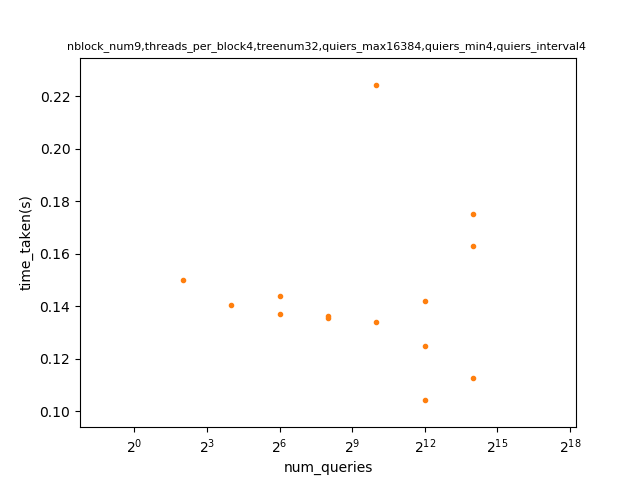 nblock_num9,threads_per_block4,treenum32,quiers_max16384,quiers_min4,quiers_interval4
0.22
0.20
0.18
0.16
0.14
0.12
0.10
time_taken(s)
2^0 2^3 2^6 2^9 2^12 2^15 2^18
num_queries